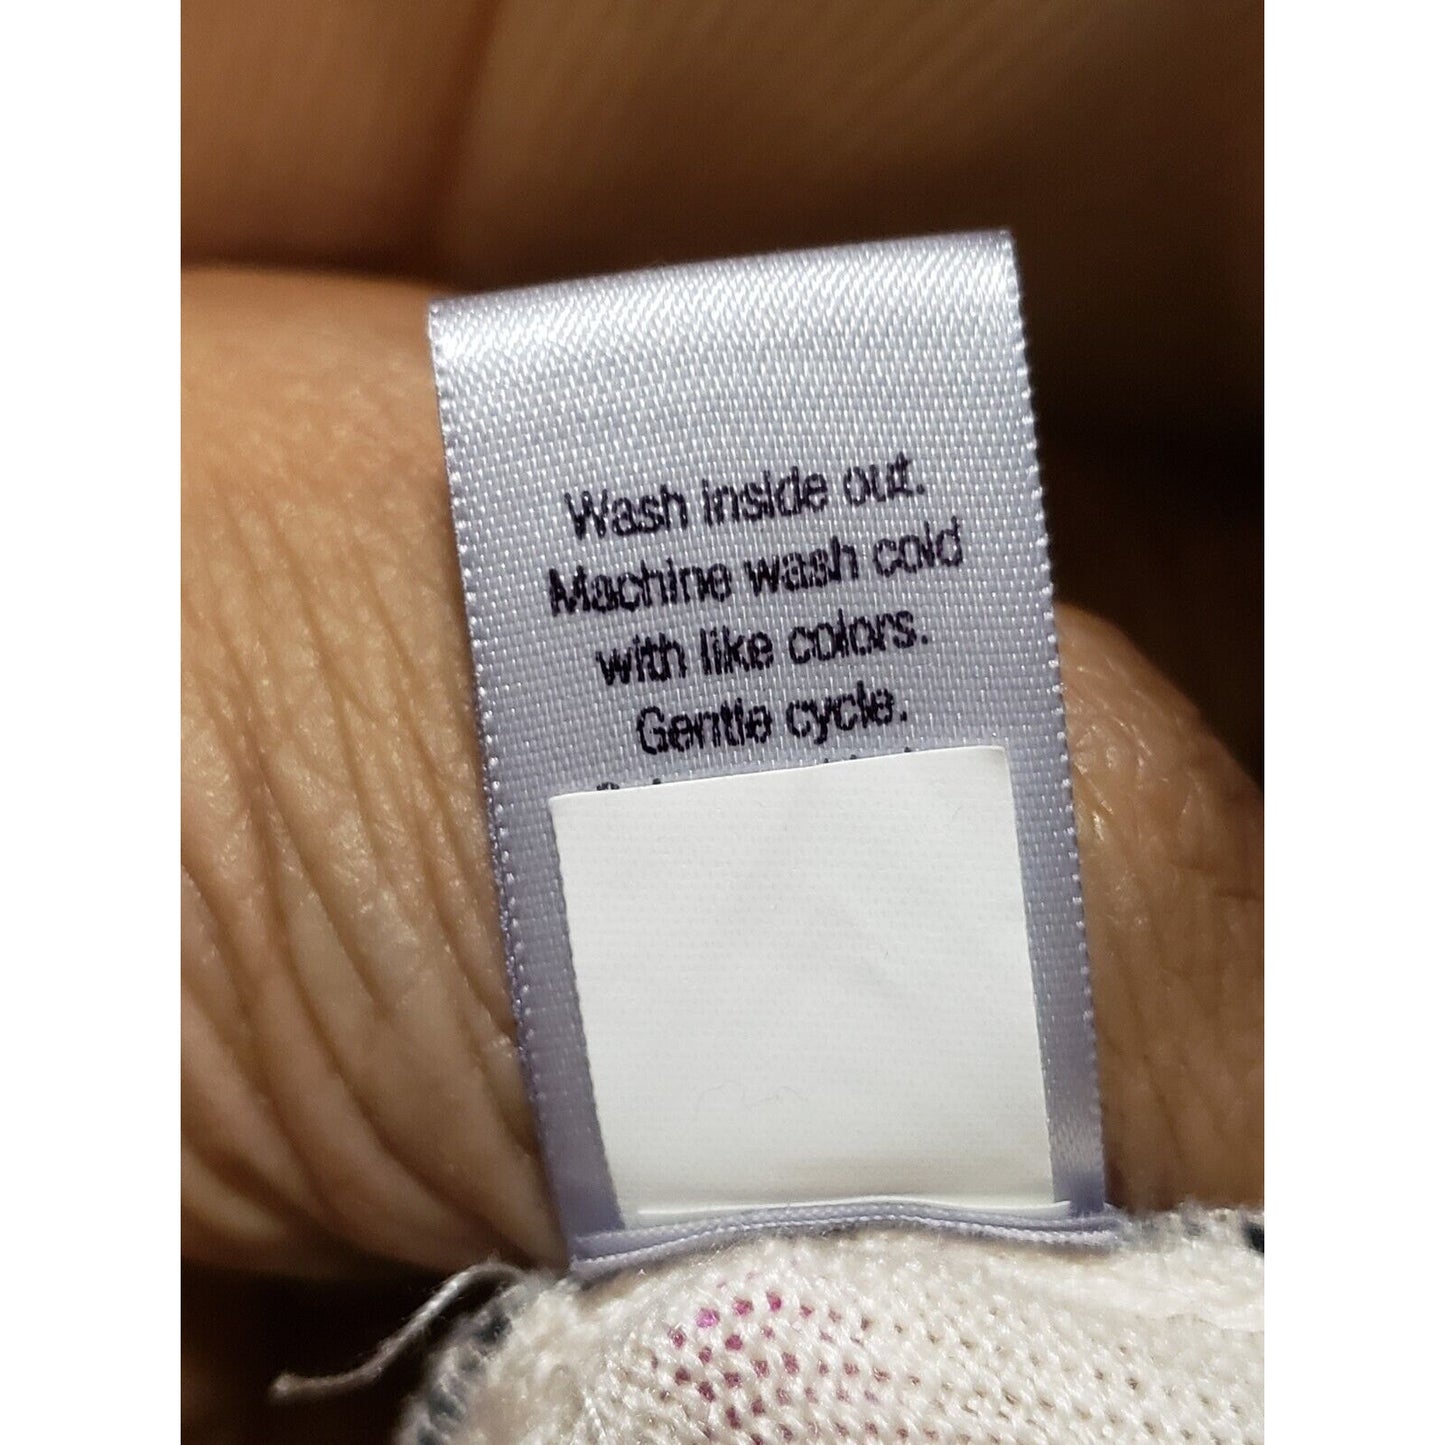 Wash inside out.
Machine wash cold
with like colors.
Gentle cycle.